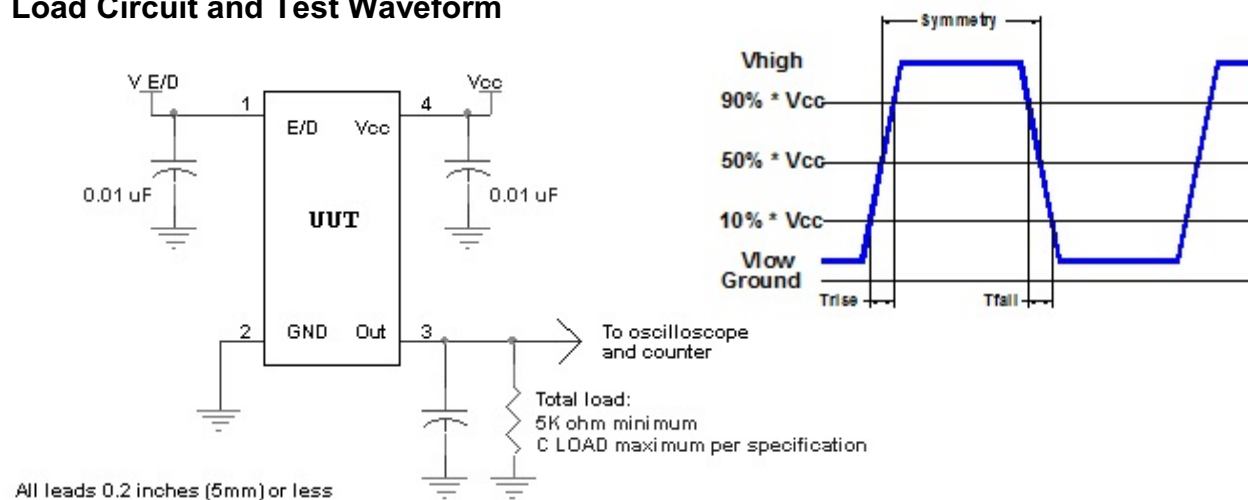 Load Circuit and Test Waveform
V E/D
Vcc
1
4
E/D
Vcc
0.01 uF
0.01 uF
UUT
2
GND
Out
3
To oscilloscope
and counter
Total load:
5K ohm minimum
C LOAD maximum per specification
All leads 0.2 inches (5mm) or less
Symmetry
Vhigh
90% * Vcc
50% * Vcc
10% * Vcc
Vlow
Ground
Trise
Tfall